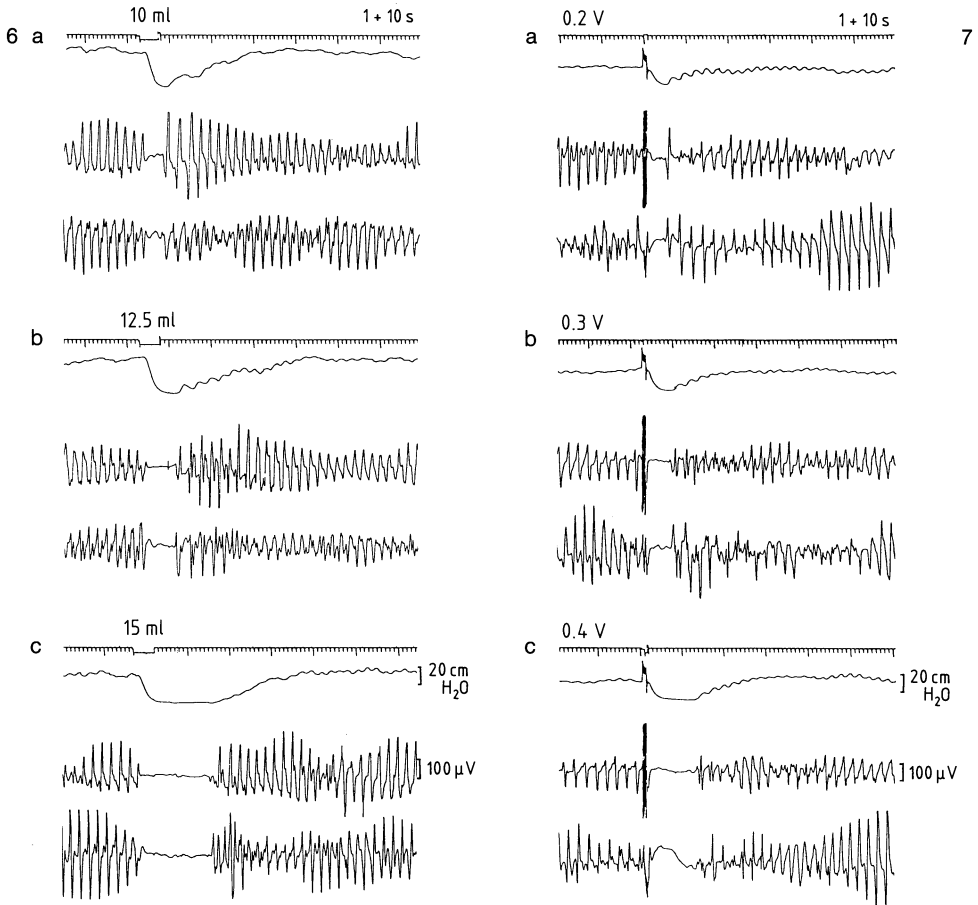 10 ml 1 + 10 s
6 a
12.5 ml
b
15 ml
c
20 cm
H₂O
100 μV
0.2 V 1 + 10 s
a 7
0.3 V
b
0.4 V
c
20 cm
H₂O
100 μV